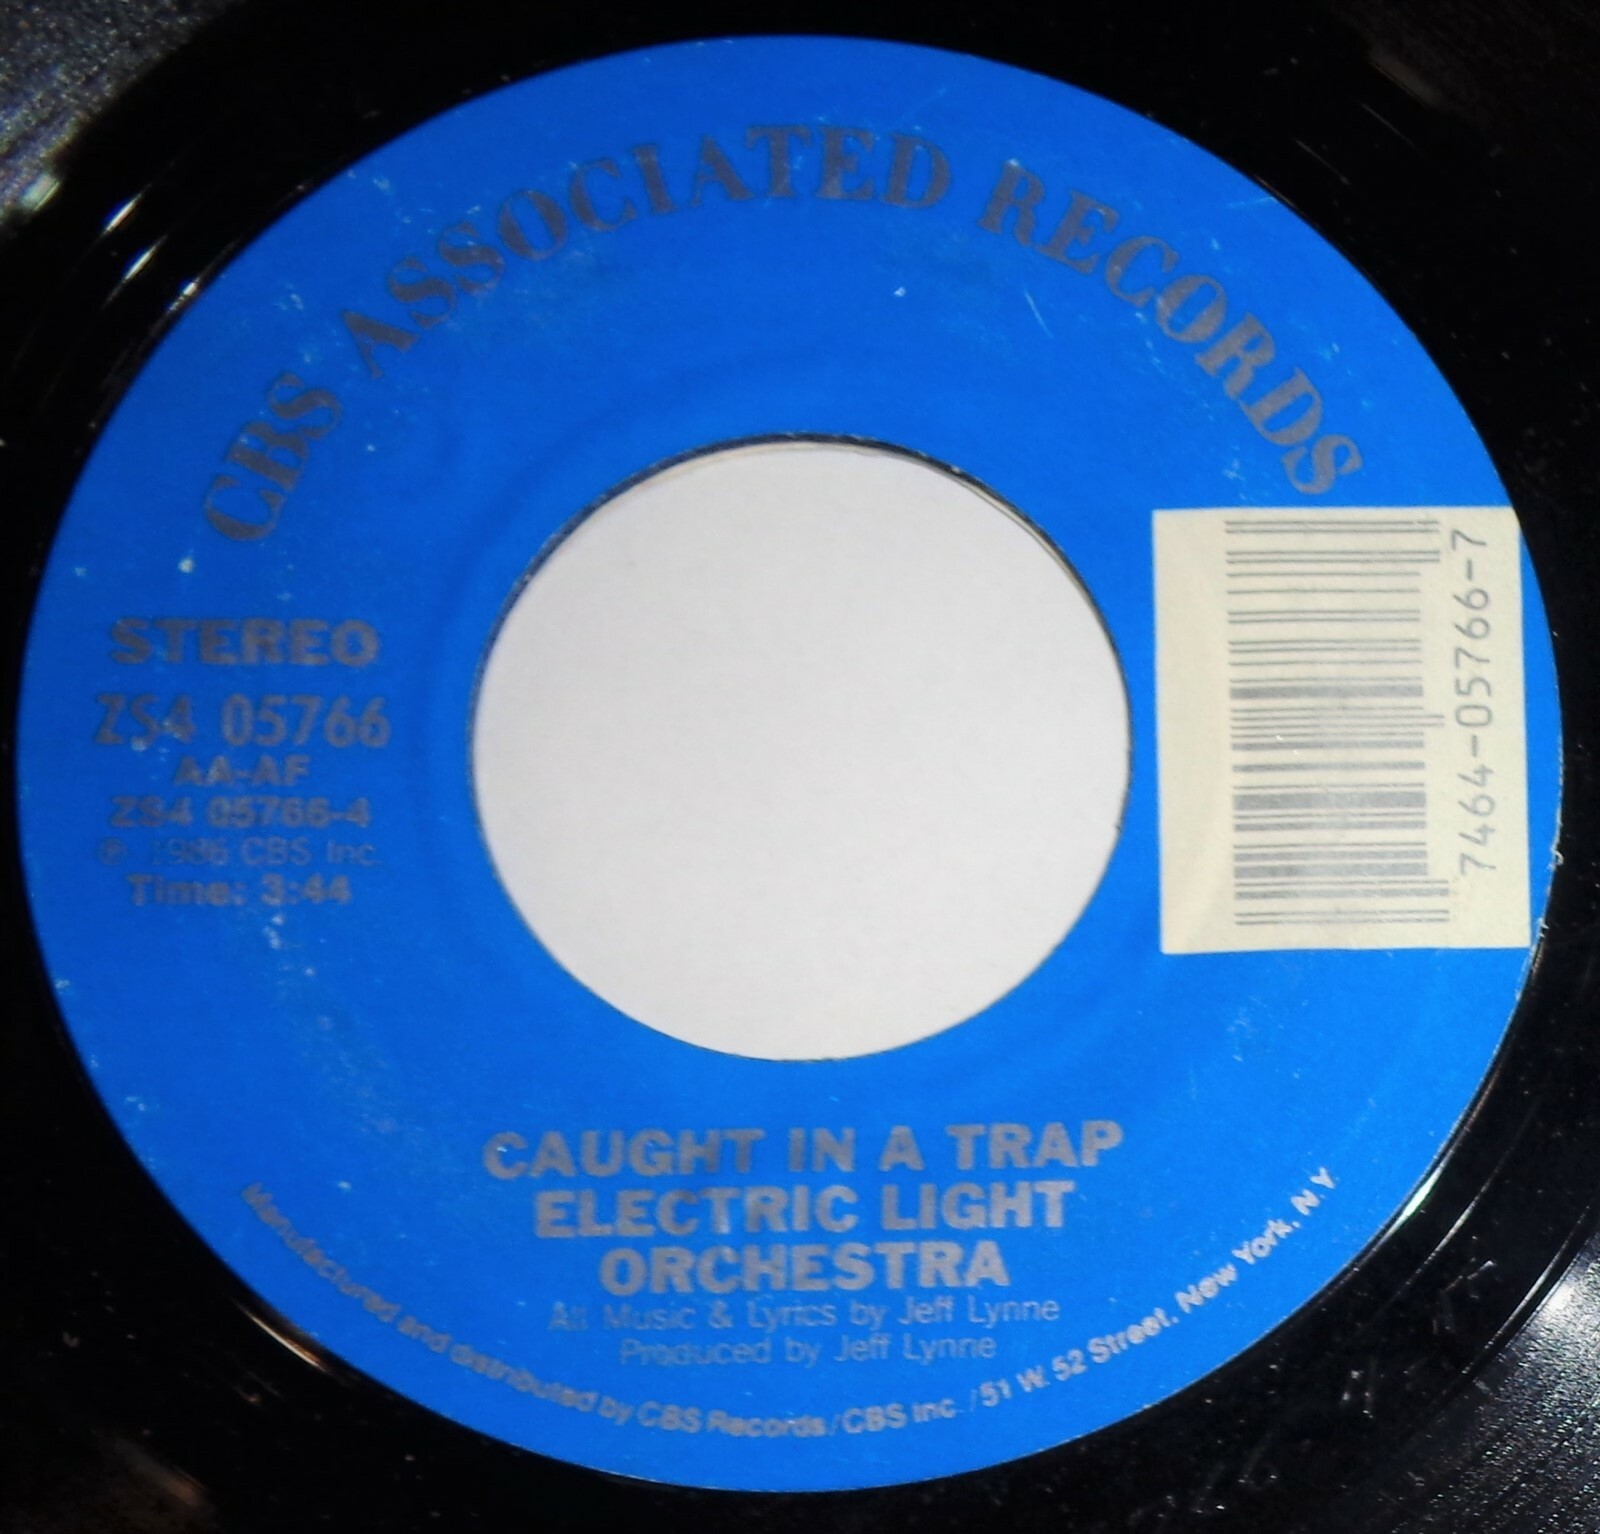 CBS ASSOCIATED RECORDS
STEREO
ZS4 05766
AA-AF
ZS4 05766-4
℗ 1986 CBS Inc.
Time: 3:44
7464-05766-7
CAUGHT IN A TRAP
ELECTRIC LIGHT
ORCHESTRA
All Music & Lyrics by Jeff Lynne
Produced by Jeff Lynne
Manufactured and distributed by CBS Records/CBS Inc./51 W. 52 Street, New York, N.Y.